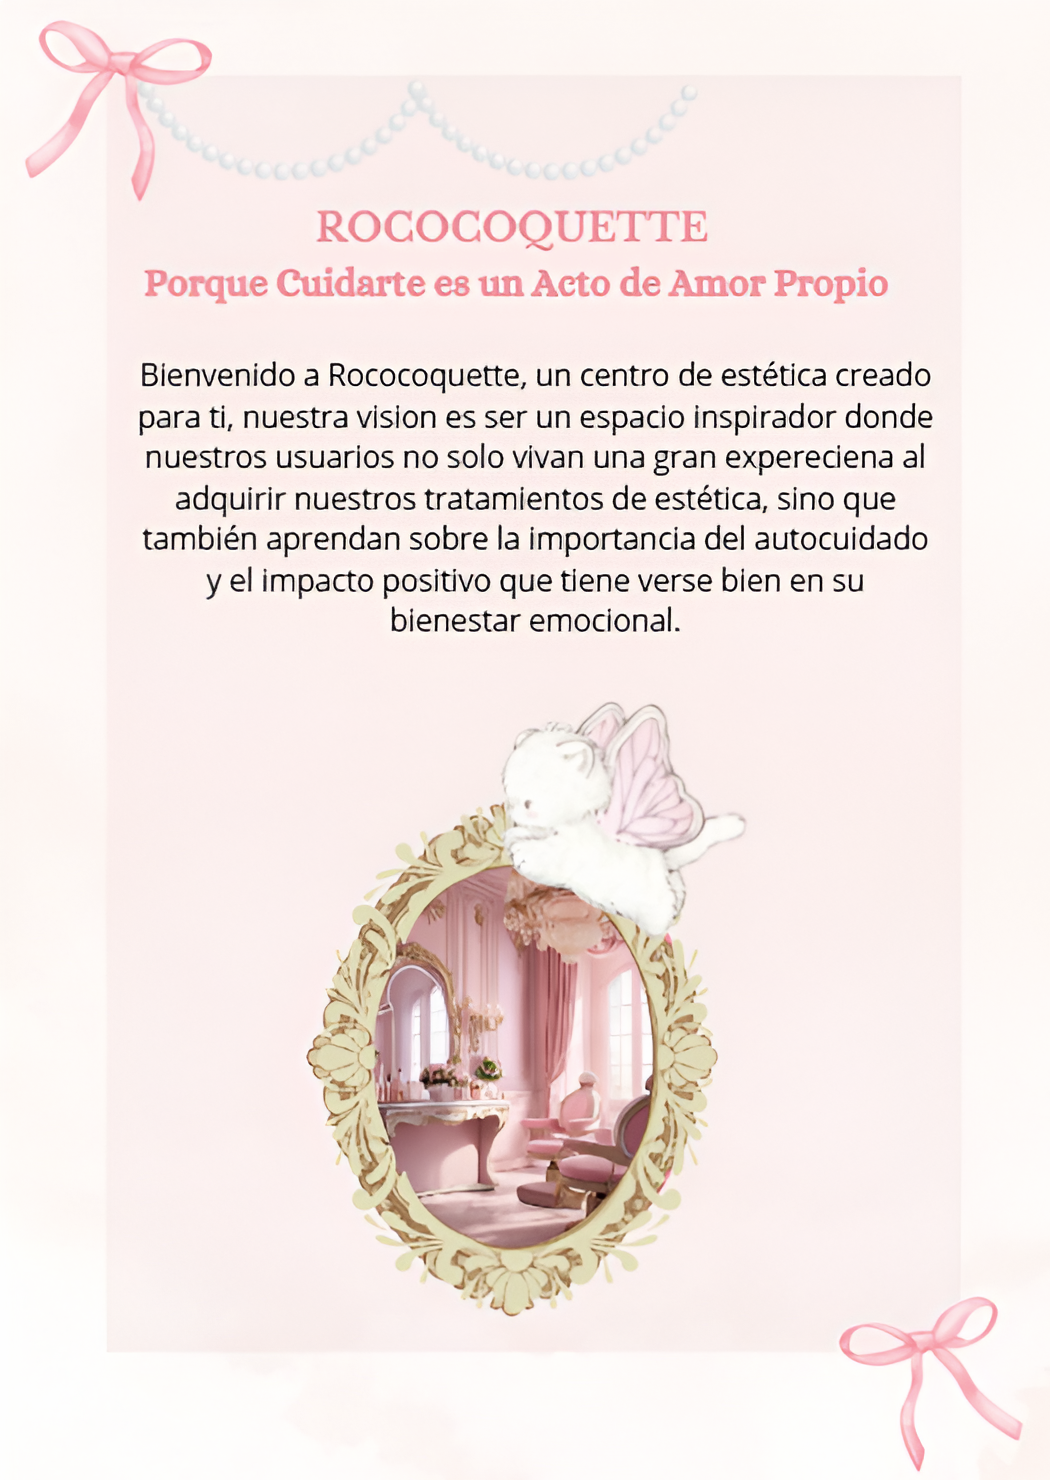 ROCOCOQUETTE
Porque Cuidarte es un Acto de Amor Propio
Bienvenido a Rococoquette, un centro de estética creado
para ti, nuestra vision es ser un espacio inspirador donde
nuestros usuarios no solo vivan una gran expereciena al
adquirir nuestros tratamientos de estética, sino que
también aprendan sobre la importancia del autocuidado
y el impacto positivo que tiene verse bien en su
bienestar emocional.